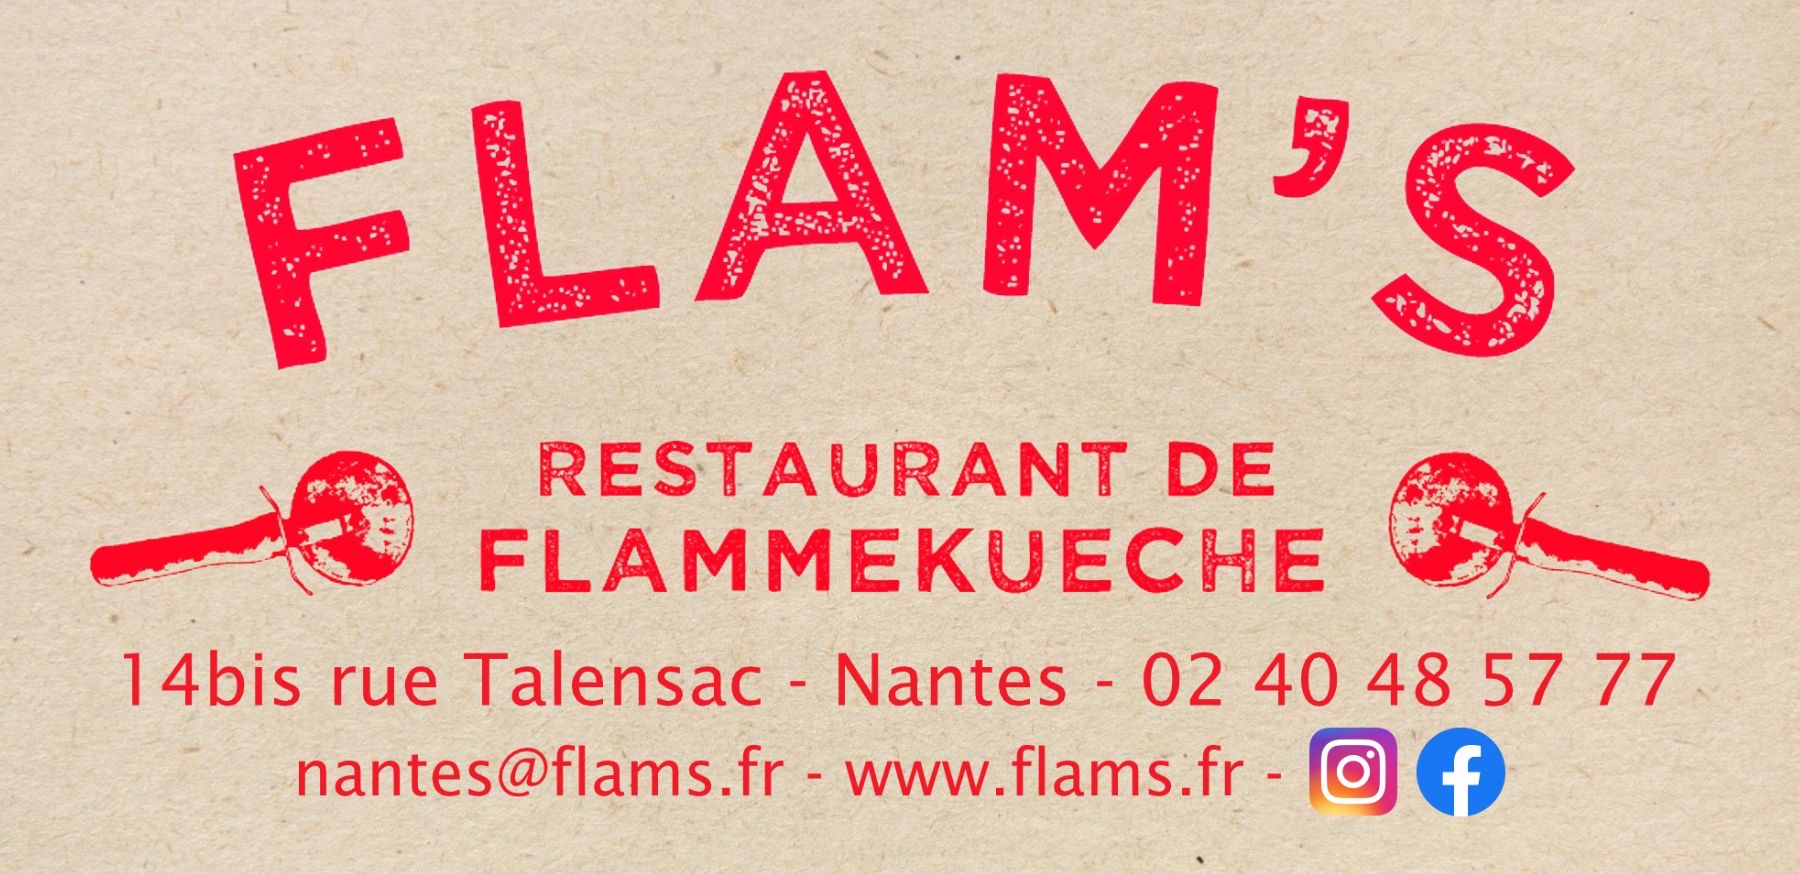 FLAM'S
RESTAURANT DE
FLAMMEKUECHE
14bis rue Talensac - Nantes - 02 40 48 57 77
nantes@flams.fr - www.flams.fr -